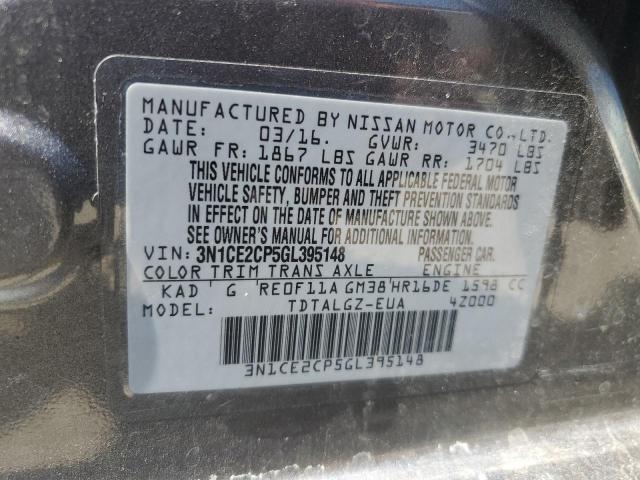 MANUFACTURED BY NISSAN MOTOR CO., LTD.
DATE: 03/16. GVWR: 3470 LBS
GAWR FR: 1867 LBS GAWR RR: 1704 LBS
THIS VEHICLE CONFORMS TO ALL APPLICABLE FEDERAL MOTOR
VEHICLE SAFETY, BUMPER AND THEFT PREVENTION STANDARDS
IN EFFECT ON THE DATE OF MANUFACTURE SHOWN ABOVE.
SEE OWNER'S MANUAL FOR ADDITIONAL INFORMATION.
VIN: 3N1CE2CP5GL395148 PASSENGER CAR.
COLOR TRIM TRANS AXLE ENGINE
KAD G RE0F11A GM38 HR16DE 1598 CC
MODEL: TDTALGZ-EUA 4Z000
3N1CE2CP5GL395148